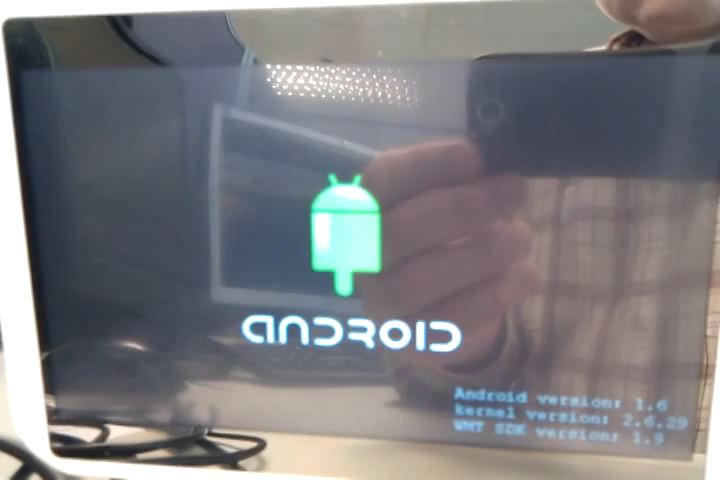 ANDROID
Android version: 1.6
kernel version: 2.6.29
WMT SDK version: 1.9